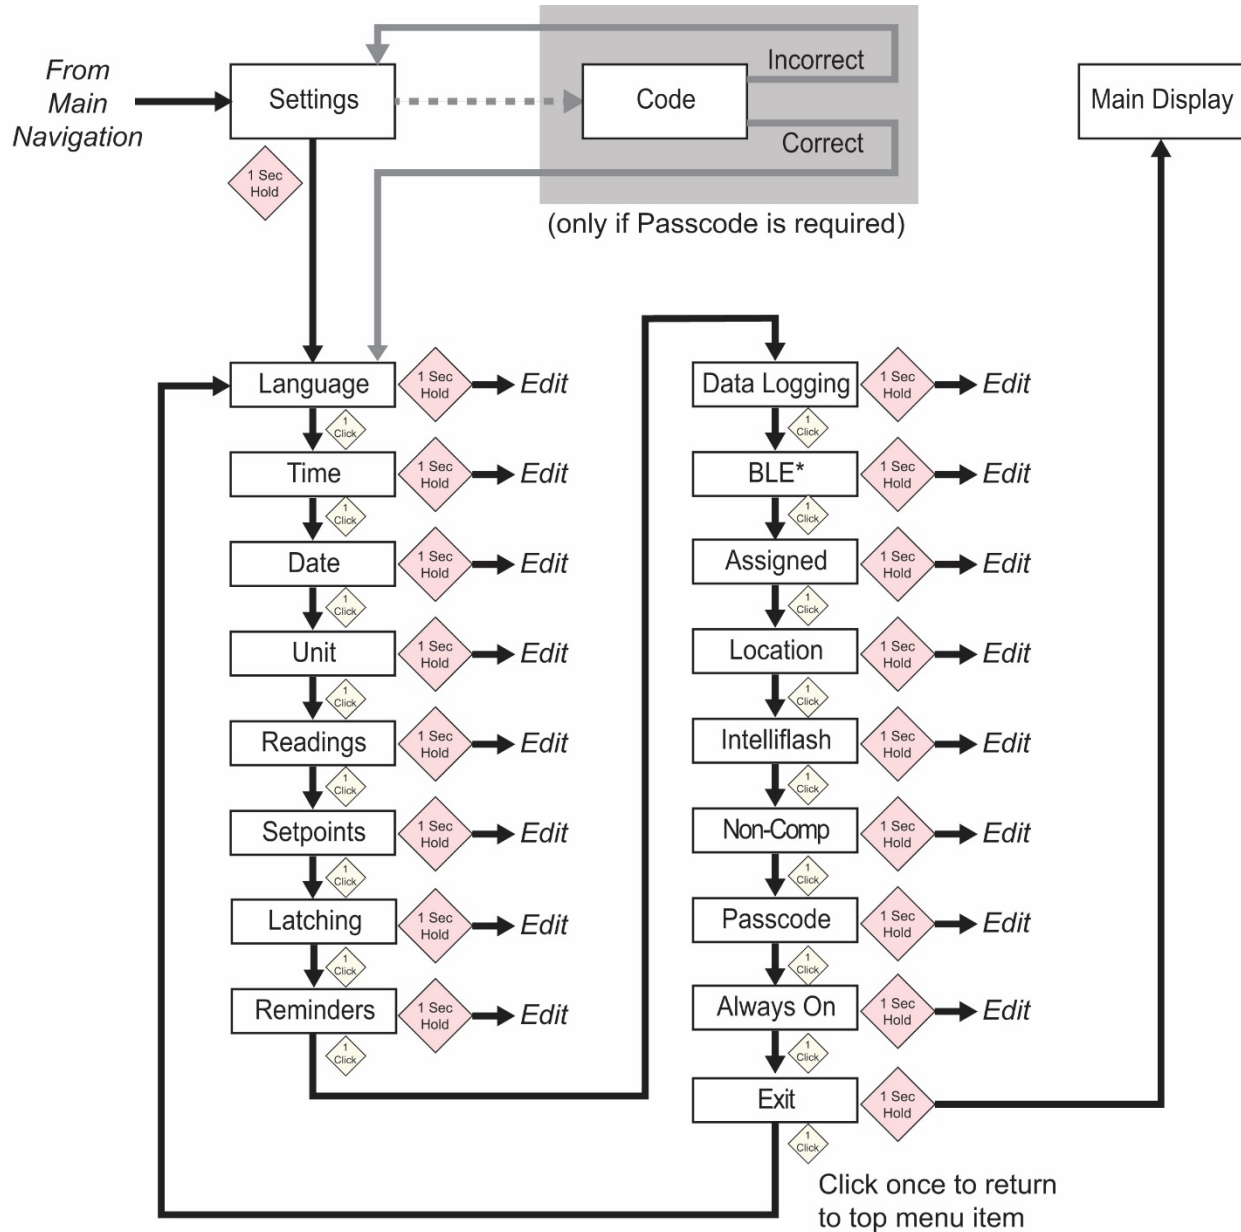 From
Main
Navigation
Settings
Code
Incorrect
Correct
Main Display
1 Sec
Hold
(only if Passcode is required)
Language
1 Sec
Hold
Edit
1
Click
Time
1 Sec
Hold
Edit
1
Click
Date
1 Sec
Hold
Edit
1
Click
Unit
1 Sec
Hold
Edit
1
Click
Readings
1 Sec
Hold
Edit
1
Click
Setpoints
1 Sec
Hold
Edit
1
Click
Latching
1 Sec
Hold
Edit
1
Click
Reminders
1 Sec
Hold
Edit
1
Click
Data Logging
1 Sec
Hold
Edit
1
Click
BLE*
1 Sec
Hold
Edit
1
Click
Assigned
1 Sec
Hold
Edit
1
Click
Location
1 Sec
Hold
Edit
1
Click
Intelliflash
1 Sec
Hold
Edit
1
Click
Non-Comp
1 Sec
Hold
Edit
1
Click
Passcode
1 Sec
Hold
Edit
1
Click
Always On
1 Sec
Hold
Edit
1
Click
Exit
1 Sec
Hold
1
Click
Click once to return
to top menu item